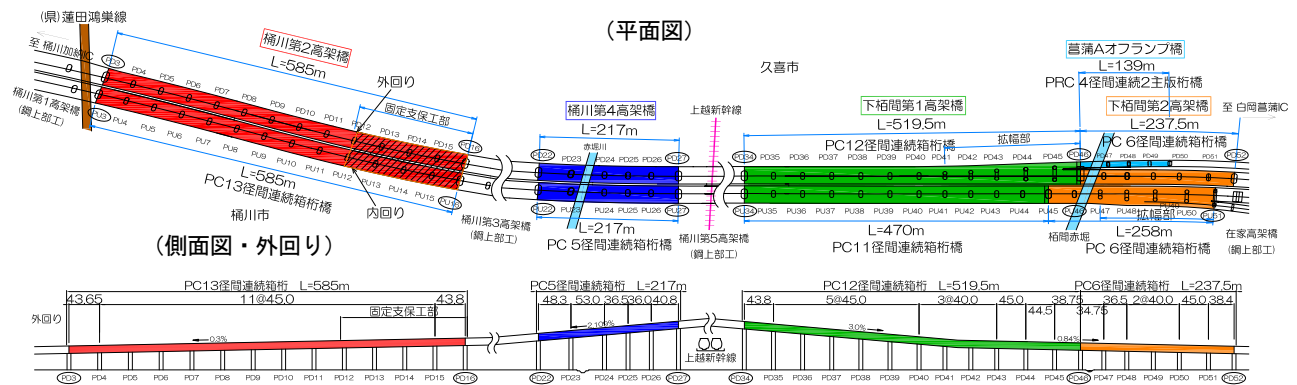 (平面図)
(県)蓮田鴻巣線
至 桶川加納IC
桶川第1高架橋
(鋼上部工)
桶川第2高架橋
L=585m
外回り
固定支保工部
PD3 PD4 PD5 PD6 PD7 PD8 PD9 PD10 PD11 PD12 PD13 PD14 PD15 PD16
PU3 PU4 PU5 PU6 PU7 PU8 PU9 PU10 PU11 PU12 PU13 PU14 PU15 PU16
L=585m
PC13径間連続箱桁橋
内回り
桶川市
桶川第3高架橋
(鋼上部工)
桶川第4高架橋
L=217m
赤堀川
PD22 PD23 PD24 PD25 PD26 PD27
PU22 PU23 PU24 PU25 PU26 PU27
L=217m
PC 5径間連続箱桁橋
上越新幹線
桶川第5高架橋
(鋼上部工)
久喜市
下栢間第1高架橋
L=519.5m
PC12径間連続箱桁橋
拡幅部
PD34 PD35 PD36 PD37 PD38 PD39 PD40 PD41 PD42 PD43 PD44 PD45 PD46
PU34 PU35 PU36 PU37 PU38 PU39 PU40 PU41 PU42 PU43 PU44 PU45 PU46
L=470m
PC11径間連続箱桁橋
菖蒲Aオフランプ橋
L=139m
PRC 4径間連続2主版桁橋
下栢間第2高架橋
至 白岡菖蒲IC
L=237.5m
PC 6径間連続箱桁橋
PD47 PD48 PD49 PD50 PD51 PD52
PU47 PU48 PU49 PU50 PU51
拡幅部
栢間赤堀
L=258m
PC 6径間連続箱桁橋
在家高架橋
(鋼上部工)
(側面図・外回り)
PC13径間連続箱桁 L=585m
43.65 11@45.0 43.8
固定支保工部
外回り
0.3%
PD3 PD4 PD5 PD6 PD7 PD8 PD9 PD10 PD11 PD12 PD13 PD14 PD15 PD16
PC5径間連続箱桁 L=217m
48.3 53.0 36.5 36.0 40.8
2.109%
PD22 PD23 PD24 PD25 PD26 PD27
上越新幹線
PC12径間連続箱桁 L=519.5m
43.8 5@45.0 3@40.0 45.0 44.5 38.75
3.0%
0.84%
PD34 PD35 PD36 PD37 PD38 PD39 PD40 PD41 PD42 PD43 PD44 PD45 PD46
PC6径間連続箱桁 L=237.5m
34.75 36.5 2@40.0 45.0 38.4
PD47 PD48 PD49 PD50 PD51 PD52